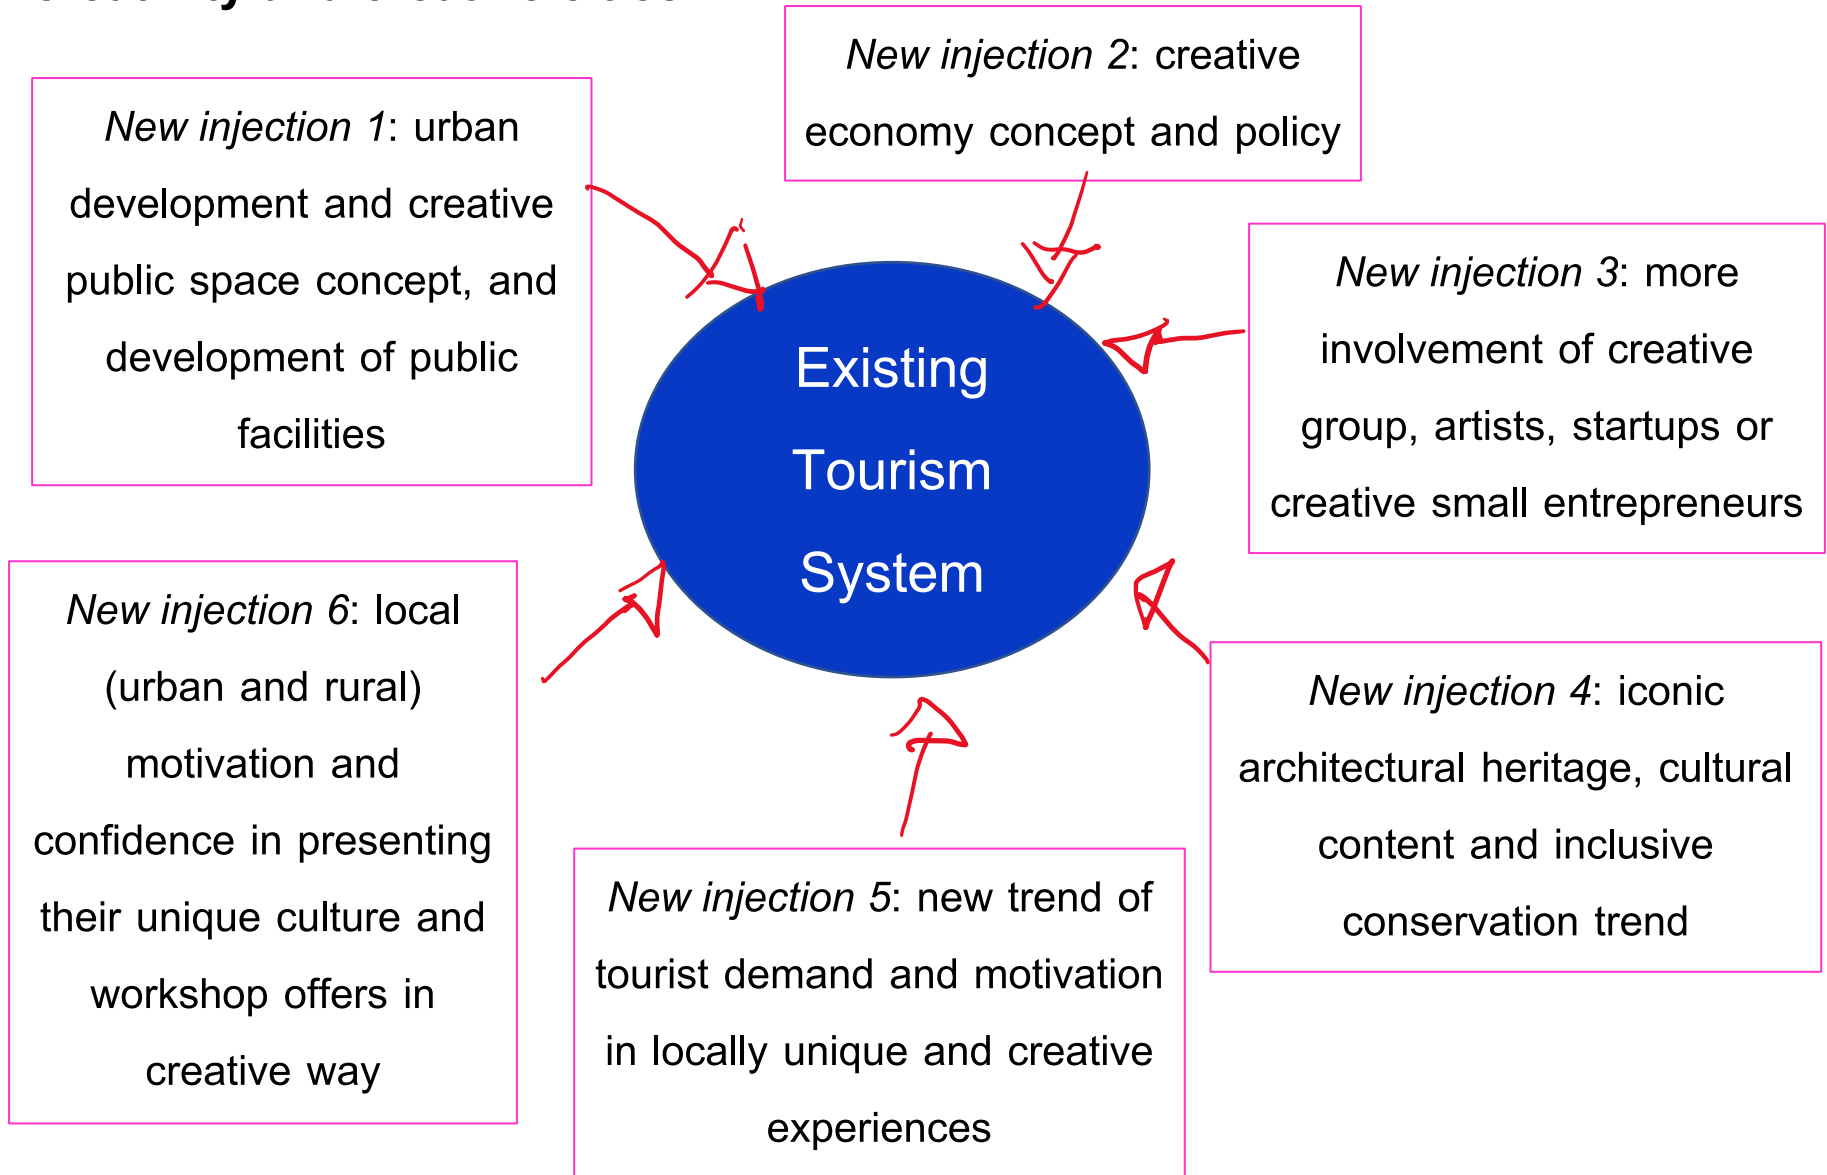 New injection 2: creative
economy concept and policy
New injection 1: urban
development and creative
public space concept, and
development of public
facilities
New injection 3: more
involvement of creative
group, artists, startups or
creative small entrepreneurs
Existing
Tourism
System
New injection 6: local
(urban and rural)
motivation and
confidence in presenting
their unique culture and
workshop offers in
creative way
New injection 4: iconic
architectural heritage, cultural
content and inclusive
conservation trend
New injection 5: new trend of
tourist demand and motivation
in locally unique and creative
experiences